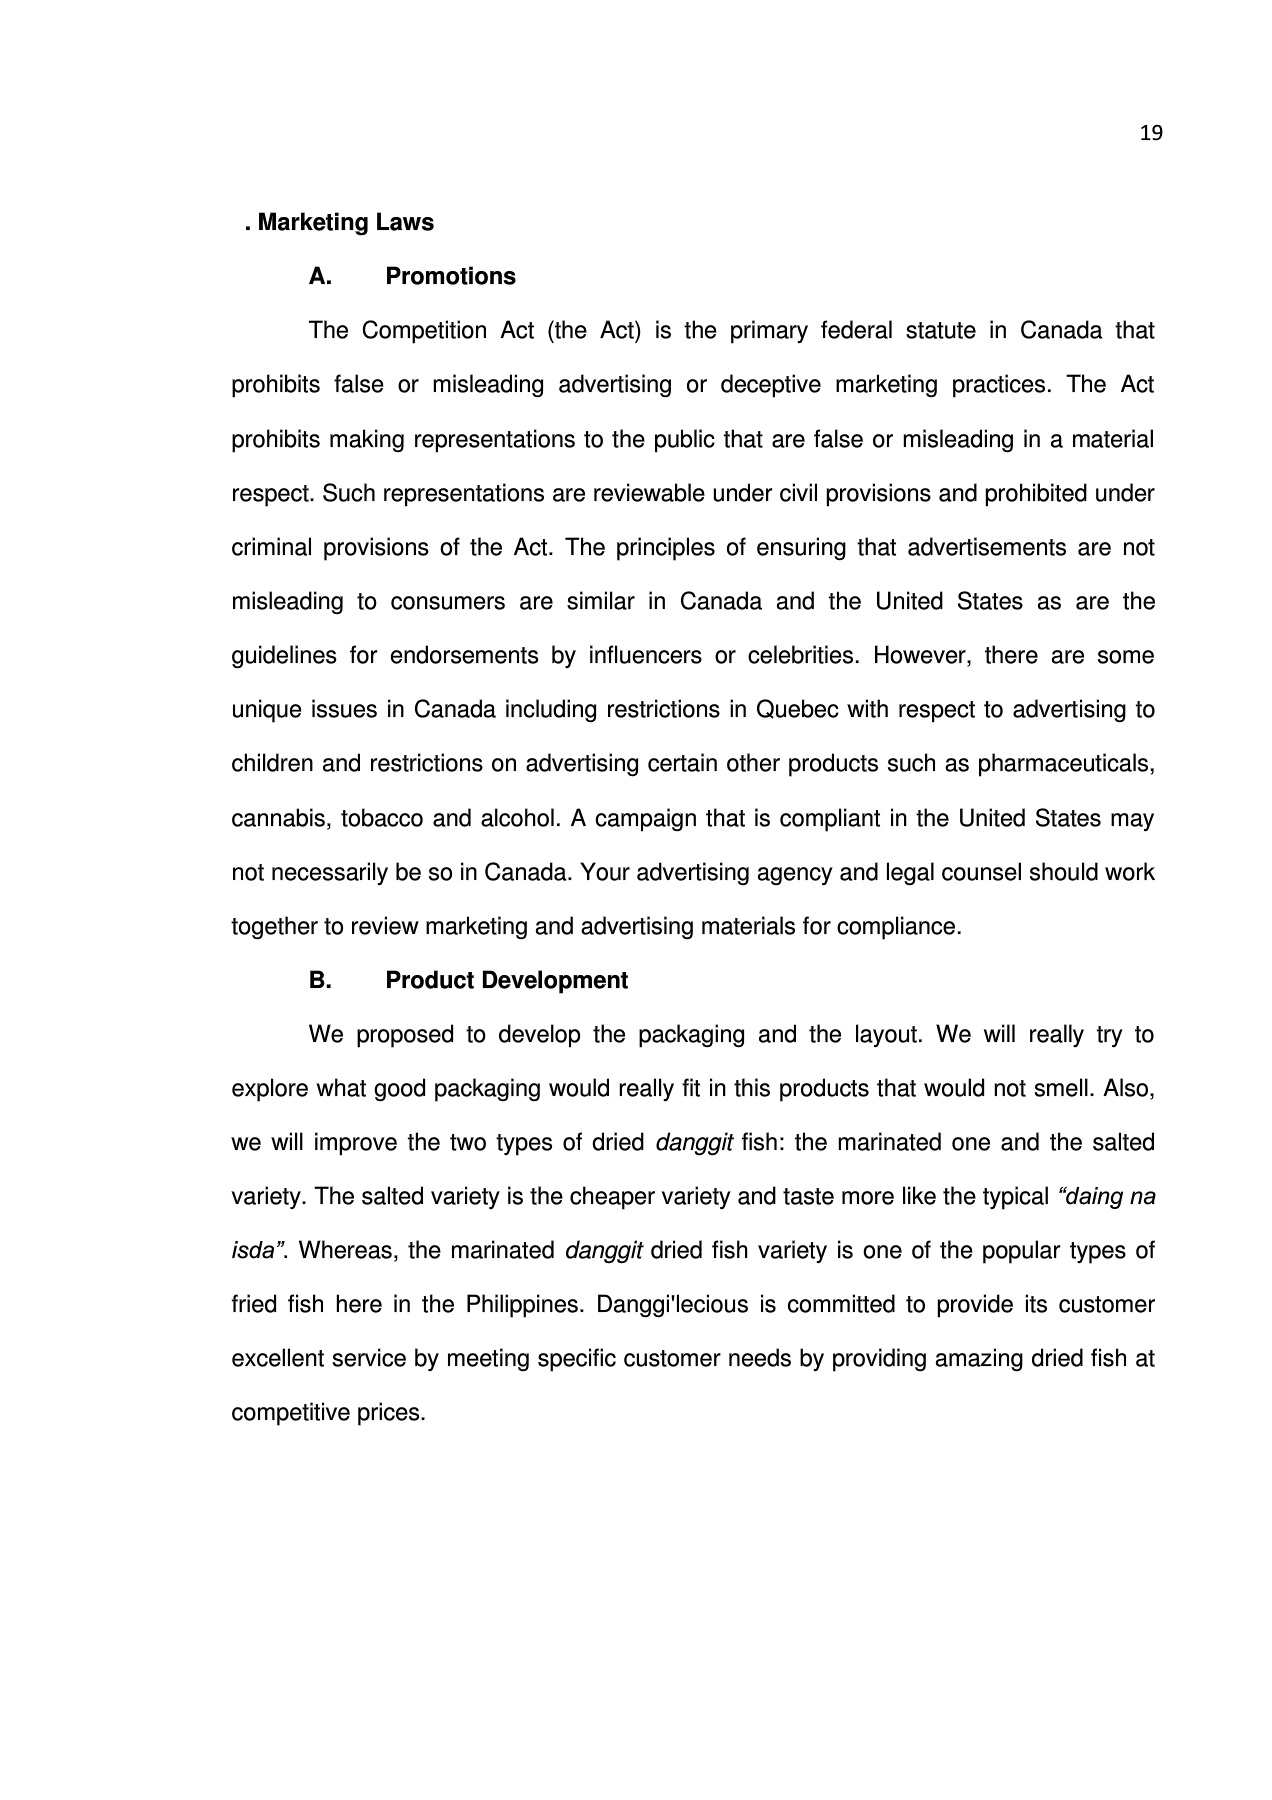 19
. Marketing Laws
A. Promotions
The Competition Act (the Act) is the primary federal statute in Canada that
prohibits false or misleading advertising or deceptive marketing practices. The Act
prohibits making representations to the public that are false or misleading in a material
respect. Such representations are reviewable under civil provisions and prohibited under
criminal provisions of the Act. The principles of ensuring that advertisements are not
misleading to consumers are similar in Canada and the United States as are the
guidelines for endorsements by influencers or celebrities. However, there are some
unique issues in Canada including restrictions in Quebec with respect to advertising to
children and restrictions on advertising certain other products such as pharmaceuticals,
cannabis, tobacco and alcohol. A campaign that is compliant in the United States may
not necessarily be so in Canada. Your advertising agency and legal counsel should work
together to review marketing and advertising materials for compliance.
B. Product Development
We proposed to develop the packaging and the layout. We will really try to
explore what good packaging would really fit in this products that would not smell. Also,
we will improve the two types of dried danggit fish: the marinated one and the salted
variety. The salted variety is the cheaper variety and taste more like the typical “daing na
isda”. Whereas, the marinated danggit dried fish variety is one of the popular types of
fried fish here in the Philippines. Danggi'lecious is committed to provide its customer
excellent service by meeting specific customer needs by providing amazing dried fish at
competitive prices.